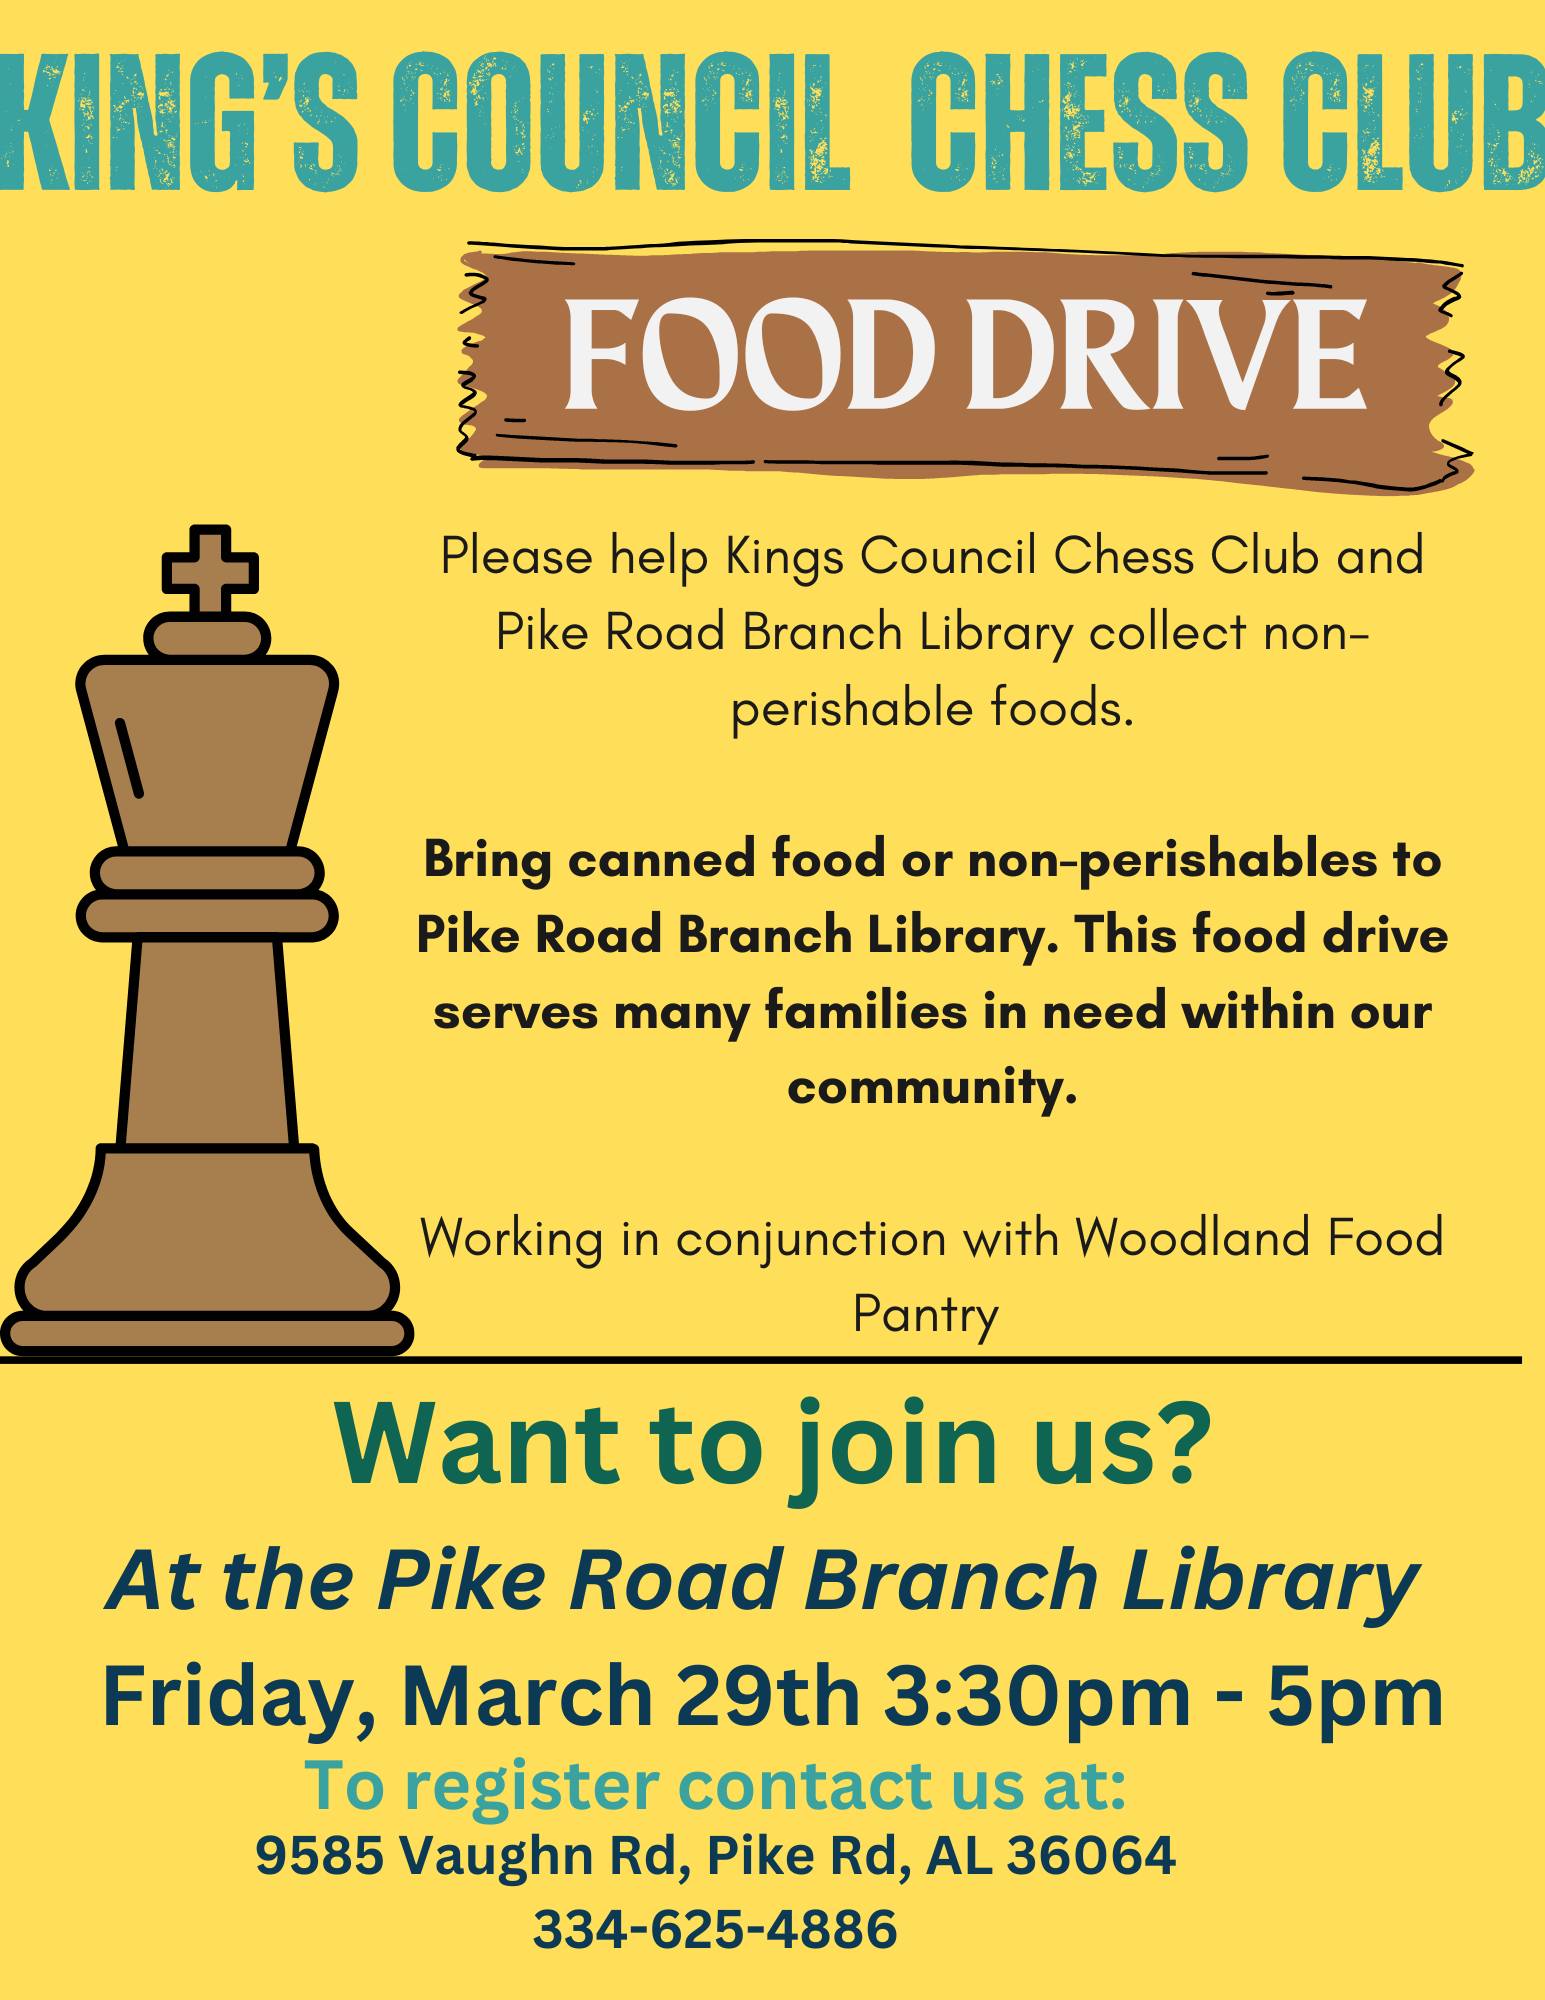 KING'S COUNCIL CHESS CLUB
FOOD DRIVE
Please help Kings Council Chess Club and
Pike Road Branch Library collect non-
perishable foods.
Bring canned food or non-perishables to
Pike Road Branch Library. This food drive
serves many families in need within our
community.
Working in conjunction with Woodland Food
Pantry
Want to join us?
At the Pike Road Branch Library
Friday, March 29th 3:30pm - 5pm
To register contact us at:
9585 Vaughn Rd, Pike Rd, AL 36064
334-625-4886